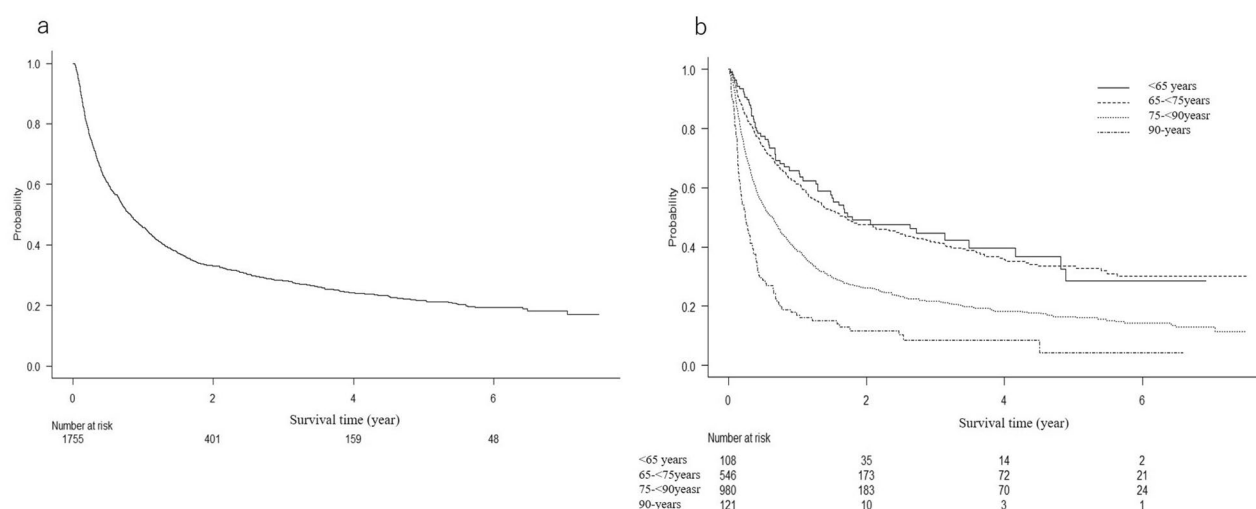 a
1.0
0.8
0.6
0.4
0.2
0.0
Probability
0 2 4 6
Survival time (year)
Number at risk
1755 401 159 48
b
1.0
0.8
0.6
0.4
0.2
0.0
Probability
<65 years
65-<75years
75-<90yeasr
90-years
0 2 4 6
Survival time (year)
Number at risk
<65 years 108 35 14 2
65-<75years 546 173 72 21
75-<90yeasr 980 183 70 24
90-years 121 10 3 1